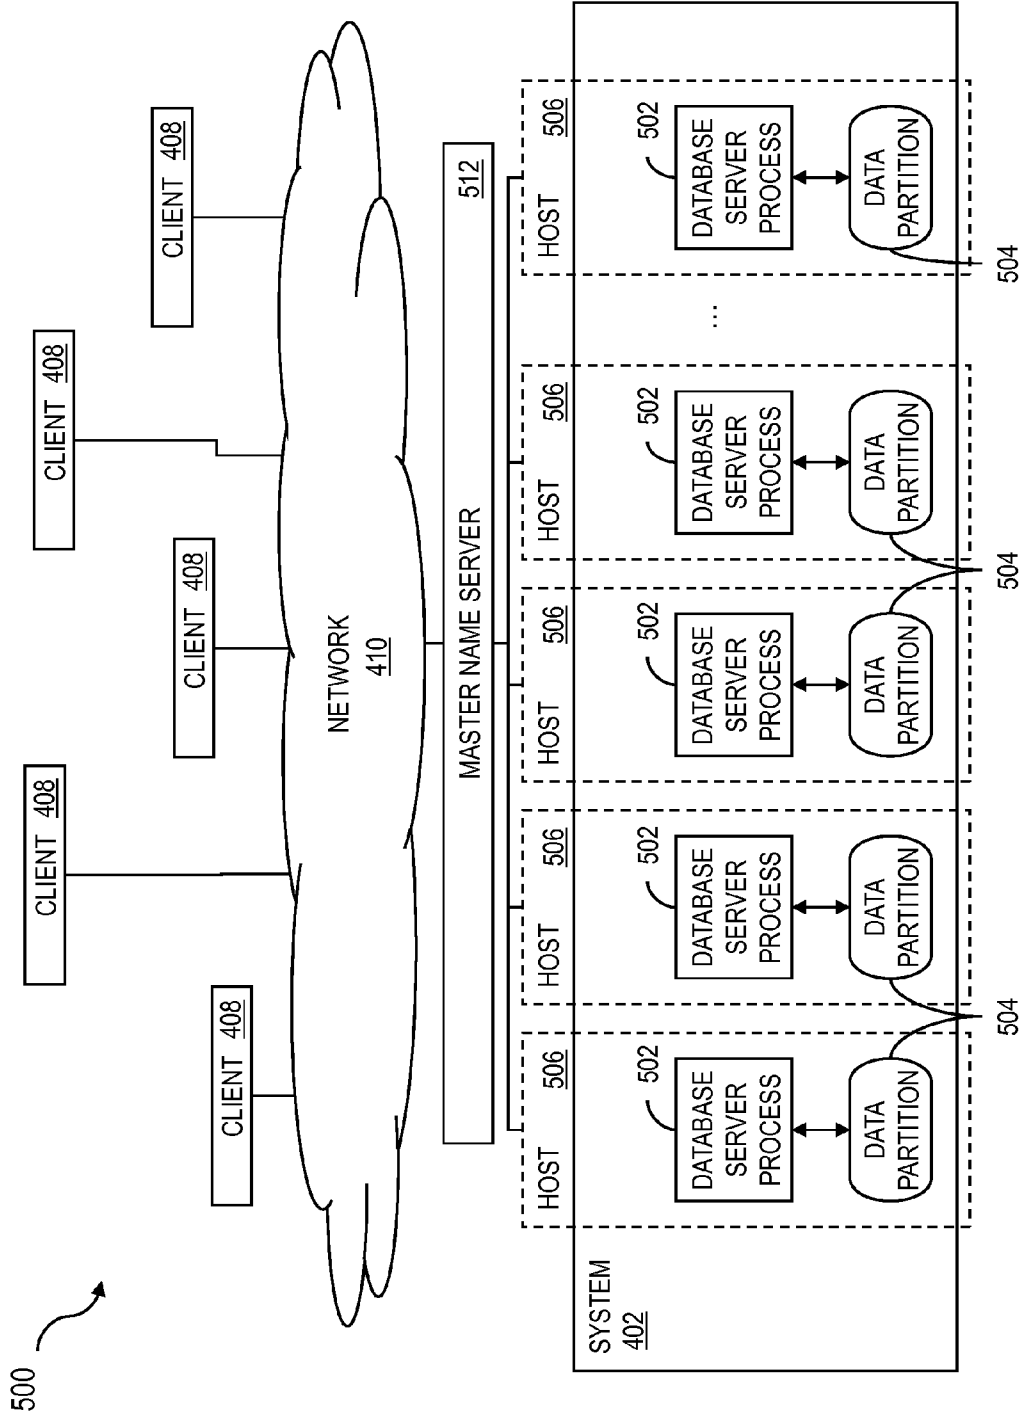 500
CLIENT 408
CLIENT 408
CLIENT 408
CLIENT 408
CLIENT 408
NETWORK
410
MASTER NAME SERVER 512
HOST 506
HOST 506
HOST 506
HOST 506
HOST 506
SYSTEM
402
502
DATABASE
SERVER
PROCESS
DATA
PARTITION
502
DATABASE
SERVER
PROCESS
DATA
PARTITION
502
DATABASE
SERVER
PROCESS
DATA
PARTITION
502
DATABASE
SERVER
PROCESS
DATA
PARTITION
...
502
DATABASE
SERVER
PROCESS
DATA
PARTITION
504
504
504